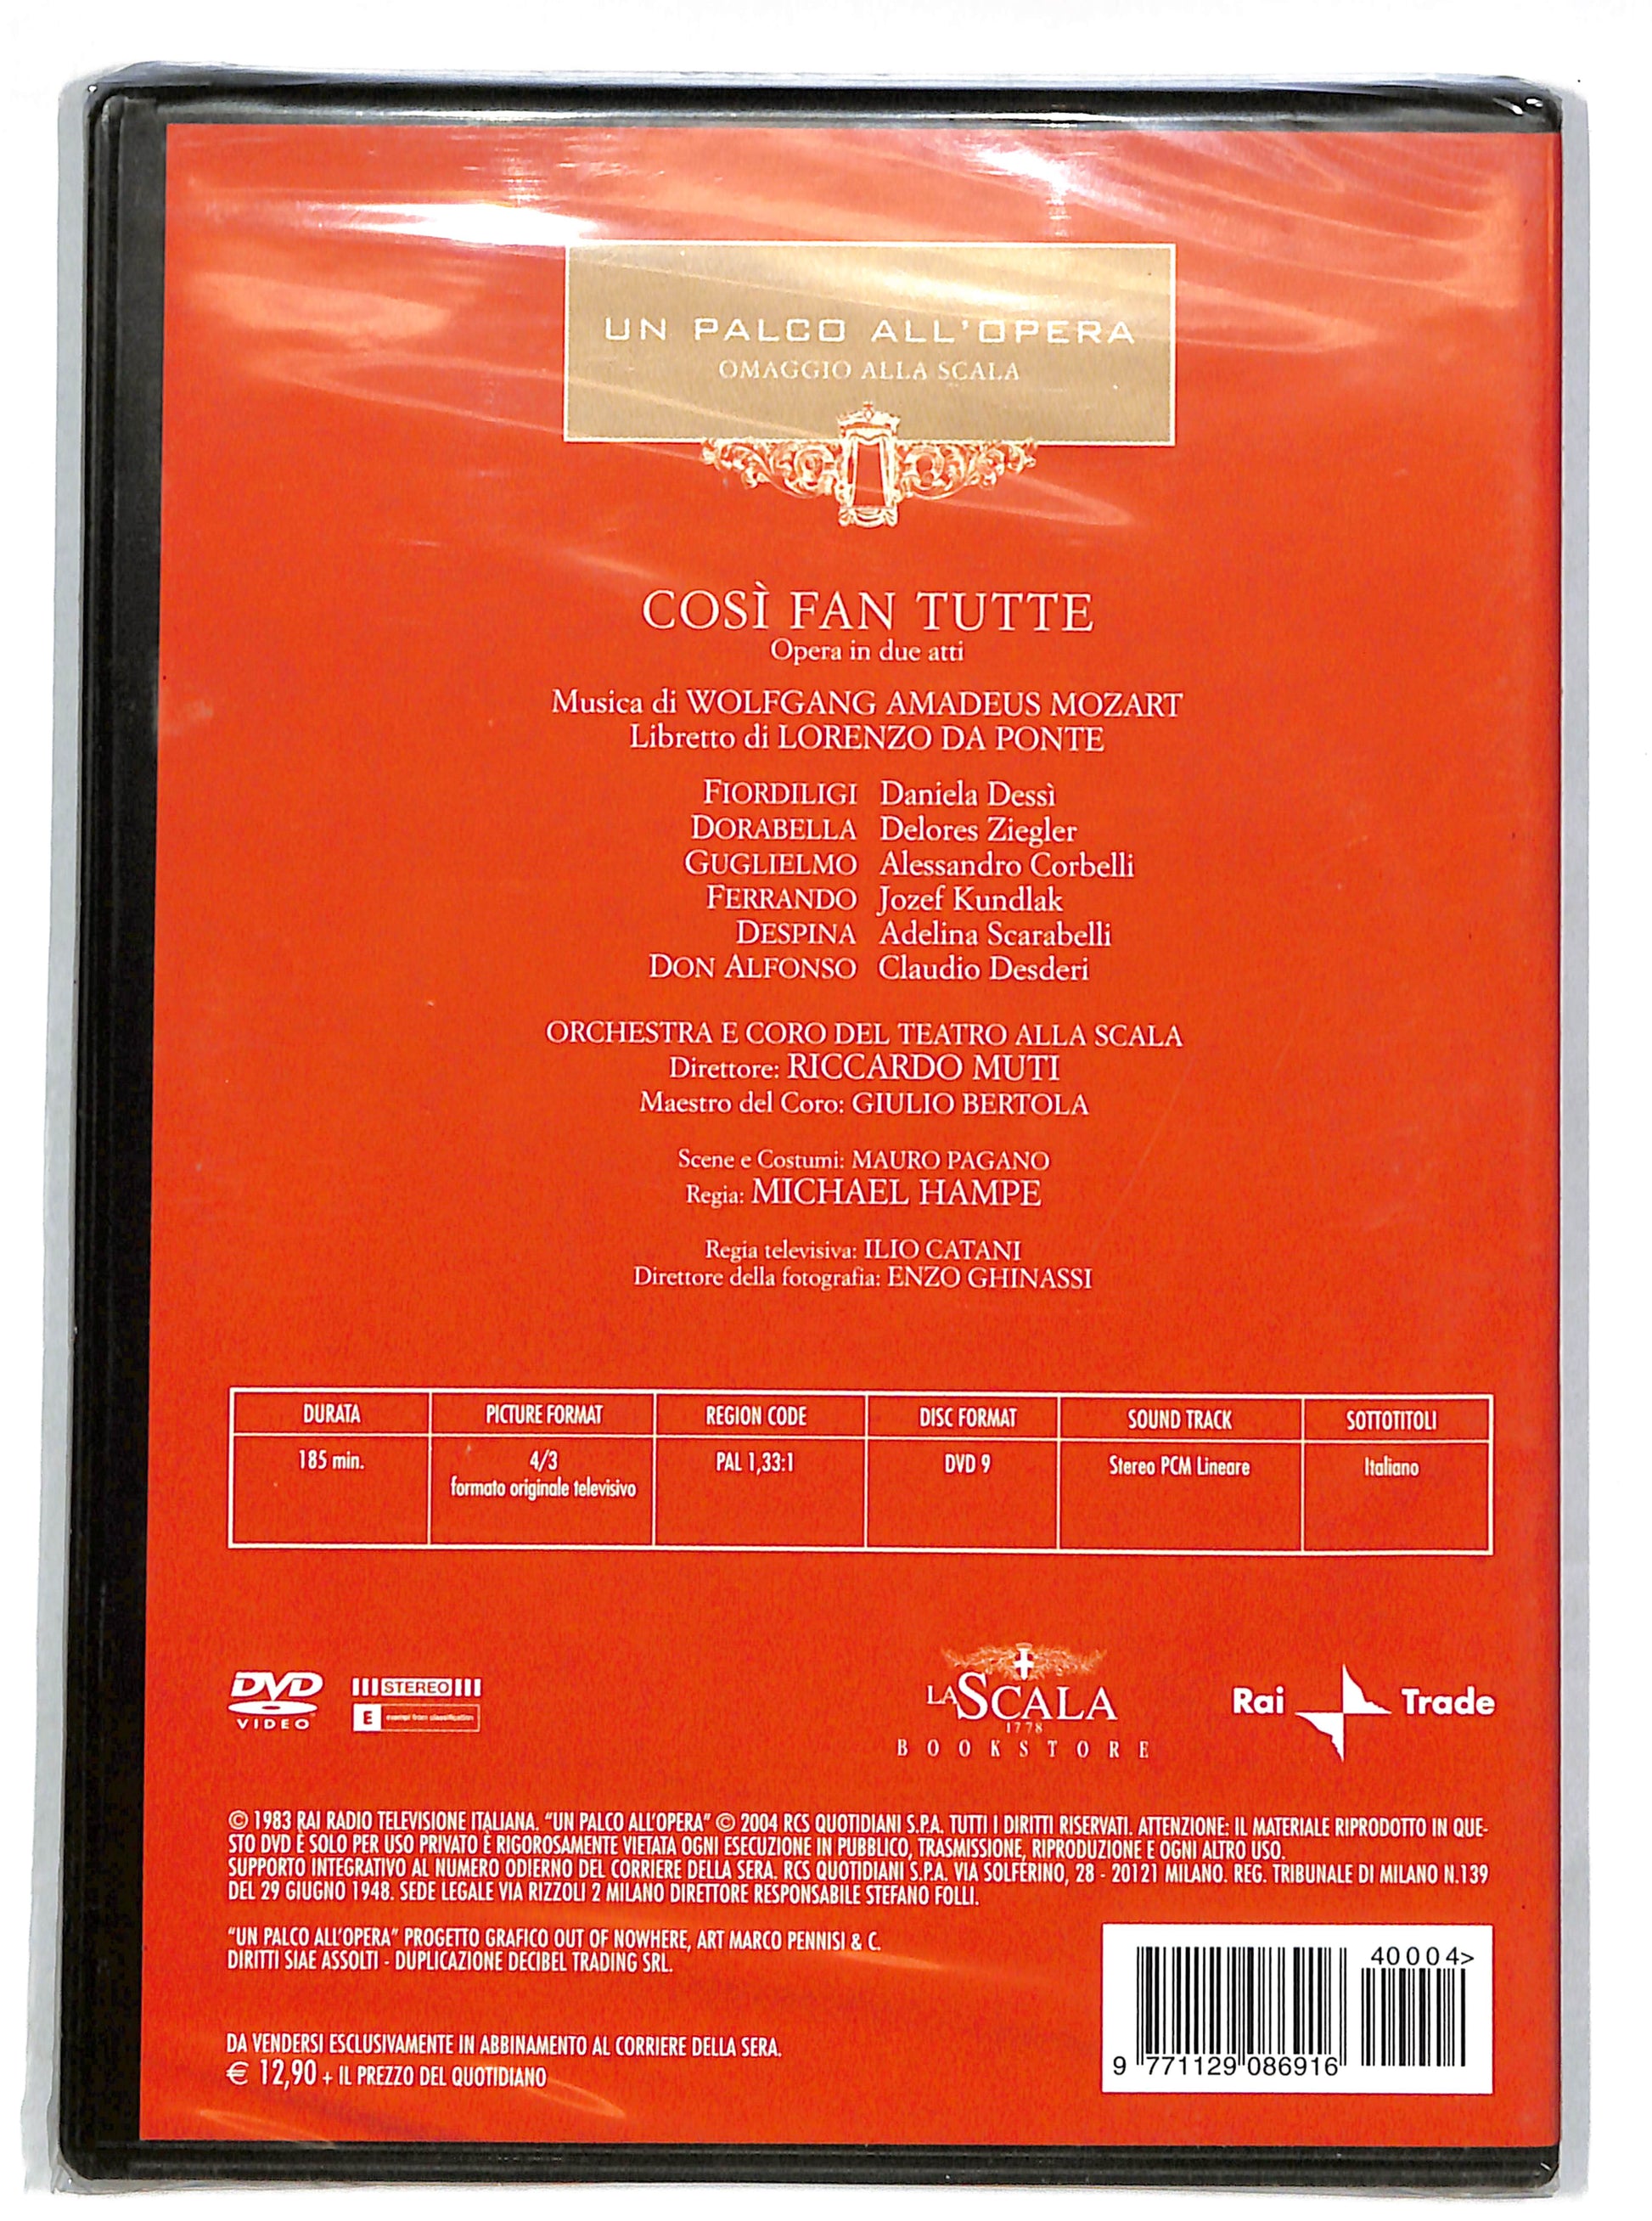 UN PALCO ALL'OPERA
OMAGGIO ALLA SCALA
COSÌ FAN TUTTE
Opera in due atti
Musica di WOLFGANG AMADEUS MOZART
Libretto di LORENZO DA PONTE
FIORDILIGI Daniela Dessì
DORABELLA Delores Ziegler
GUGLIELMO Alessandro Corbelli
FERRANDO Jozef Kundlak
DESPINA Adelina Scarabelli
DON ALFONSO Claudio Desderi
ORCHESTRA E CORO DEL TEATRO ALLA SCALA
Direttore: RICCARDO MUTI
Maestro del Coro: GIULIO BERTOLA
Scene e Costumi: MAURO PAGANO
Regia: MICHAEL HAMPE
Regia televisiva: ILIO CATANI
Direttore della fotografia: ENZO GHINASSI
DURATA PICTURE FORMAT REGION CODE DISC FORMAT SOUND TRACK SOTTOTITOLI
185 min. 4/3 PAL 1,33:1 DVD 9 Stereo PCM Lineare Italiano
formato originale televisivo
DVD VIDEO
STEREO
E exempt from classification
LA SCALA
1778
BOOKSTORE
Rai Trade
© 1983 RAI RADIO TELEVISIONE ITALIANA. “UN PALCO ALL'OPERA” © 2004 RCS QUOTIDIANI S.P.A. TUTTI I DIRITTI RISERVATI. ATTENZIONE: IL MATERIALE RIPRODOTTO IN QUE-
STO DVD È SOLO PER USO PRIVATO È RIGOROSAMENTE VIETATA OGNI ESECUZIONE IN PUBBLICO, TRASMISSIONE, RIPRODUZIONE E OGNI ALTRO USO.
SUPPORTO INTEGRATIVO AL NUMERO ODIERNO DEL CORRIERE DELLA SERA. RCS QUOTIDIANI S.P.A. VIA SOLFERINO, 28 - 20121 MILANO. REG. TRIBUNALE DI MILANO N.139
DEL 29 GIUGNO 1948. SEDE LEGALE VIA RIZZOLI 2 MILANO DIRETTORE RESPONSABILE STEFANO FOLLI.
“UN PALCO ALL'OPERA” PROGETTO GRAFICO OUT OF NOWHERE, ART MARCO PENNISI & C.
DIRITTI SIAE ASSOLTI - DUPLICAZIONE DECIBEL TRADING SRL.
DA VENDERSI ESCLUSIVAMENTE IN ABBINAMENTO AL CORRIERE DELLA SERA.
€ 12,90 + IL PREZZO DEL QUOTIDIANO
40004>
9 771129 086916